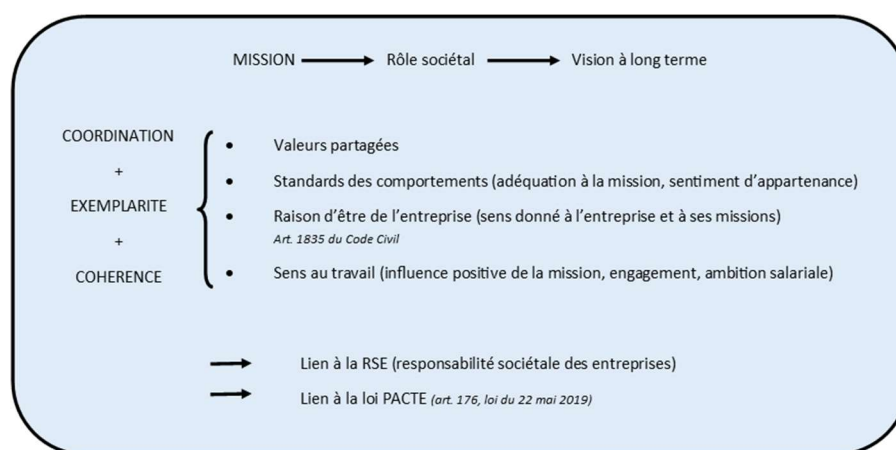 MISSION Rôle sociétal Vision à long terme
COORDINATION
+
EXEMPLARITE
+
COHERENCE
• Valeurs partagées
• Standards des comportements (adéquation à la mission, sentiment d'appartenance)
• Raison d'être de l'entreprise (sens donné à l'entreprise et à ses missions)
Art. 1835 du Code Civil
• Sens au travail (influence positive de la mission, engagement, ambition salariale)
Lien à la RSE (responsabilité sociétale des entreprises)
Lien à la loi PACTE (art. 176, loi du 22 mai 2019)